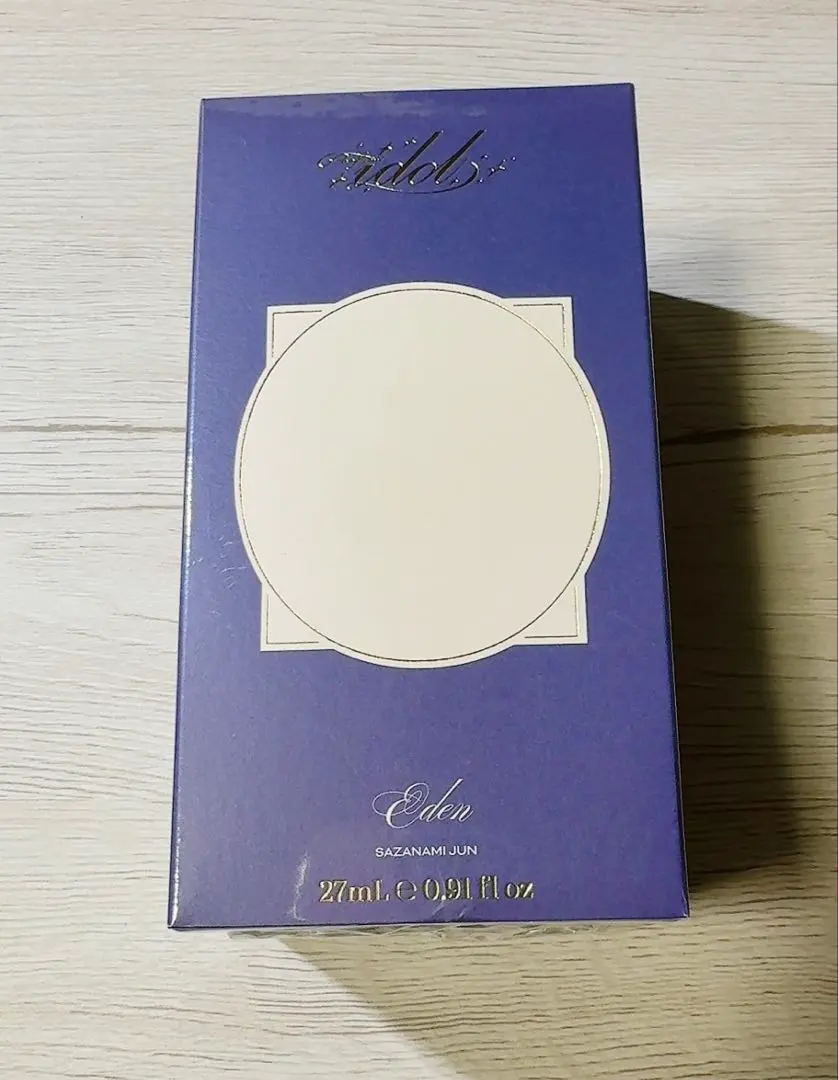 idol
Eden
SAZANAMI JUN
27mL ℮ 0.91 fl oz